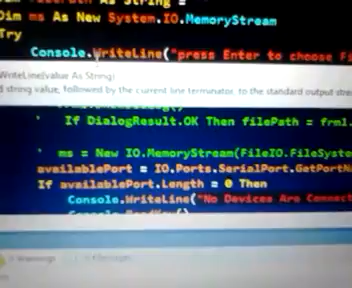 As String =
Dim ms As New System.IO.MemoryStream
Try
Console.WriteLine("press Enter to choose Fi
WriteLine(value As String)
d string value, followed by the current line terminator, to the standard output stre
' If DialogResult.OK Then filePath = frm1.
' ms = New IO.MemoryStream(FileIO.FileSyste
availablePort = IO.Ports.SerialPort.GetPortN
If availablePort.Length = 0 Then
Console.WriteLine("No Devices Are Connect